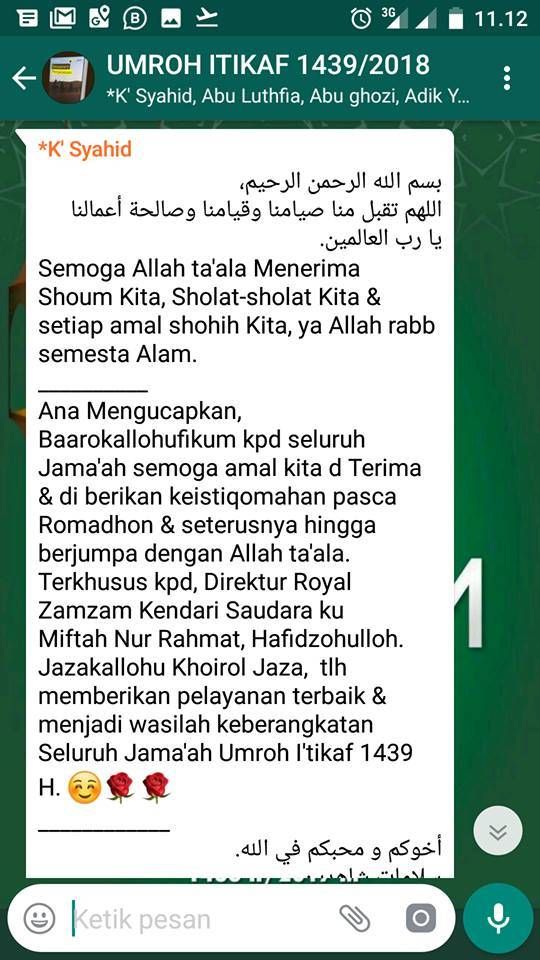 3G
11.12
UMROH ITIKAF 1439/2018
*K' Syahid, Abu Luthfia, Abu ghozi, Adik Y...
*K' Syahid
بسم الله الرحمن الرحيم،
اللهم تقبل منا صيامنا وقيامنا وصالحة أعمالنا
يا رب العالمين.
Semoga Allah ta'ala Menerima
Shoum Kita, Sholat-sholat Kita &
setiap amal shohih Kita, ya Allah rabb
semesta Alam.
Ana Mengucapkan,
Baarokallohufikum kpd seluruh
Jama'ah semoga amal kita d Terima
& di berikan keistiqomahan pasca
Romadhon & seterusnya hingga
berjumpa dengan Allah ta'ala.
Terkhusus kpd, Direktur Royal
Zamzam Kendari Saudara ku
Miftah Nur Rahmat, Hafidzohulloh.
Jazakallohu Khoirol Jaza, tlh
memberikan pelayanan terbaik &
menjadi wasilah keberangkatan
Seluruh Jama'ah Umroh I'tikaf 1439
H. ☺️🌹🌹
أخوكم و محبكم في الله.
Ketik pesan